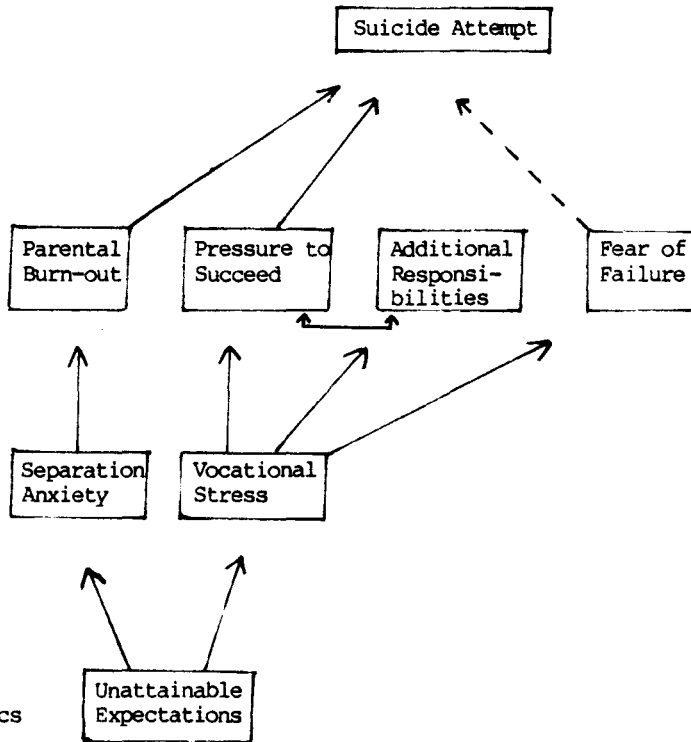 Suicide Attempt
Parental
Burn-out
Pressure to
Succeed
Additional
Responsi-
bilities
Fear of
Failure
Separation
Anxiety
Vocational
Stress
Unattainable
Expectations
cs